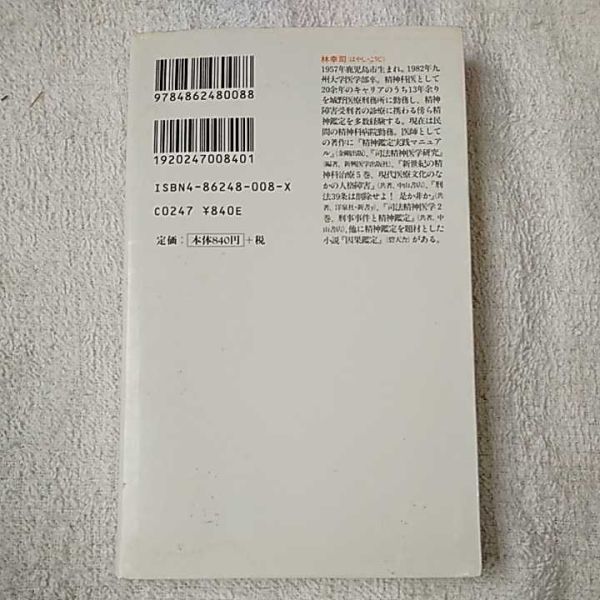 9784862480088
1920247008401
ISBN4-86248-008-X
C0247 ¥840E
定価：本体840円＋税
林幸司（はやし・こうじ）
1957年鹿児島市生まれ。1982年九
州大学医学部卒。精神科医として
20余年のキャリアのうち13年余り
を城野医療刑務所に勤務し、精神
障害受刑者の診療に携わる傍ら精
神鑑定を多数経験する。現在は民
間の精神科病院勤務。医師として
の著作に『精神鑑定実践マニュア
ル』（金剛出版）、『司法精神医学研究』
（編著、新興医学出版社）、『新世紀の精
神科治療５巻、現代医療文化のな
かの人格障害』（共著、中山書店）、『刑
法39条は削除せよ！ 是か非か』（共
著、洋泉社・新書y）、『司法精神医学２
巻、刑事事件と精神鑑定』（共著、中
山書店）、他に精神鑑定を題材とした
小説『因果鑑定』（碧天舎）がある。